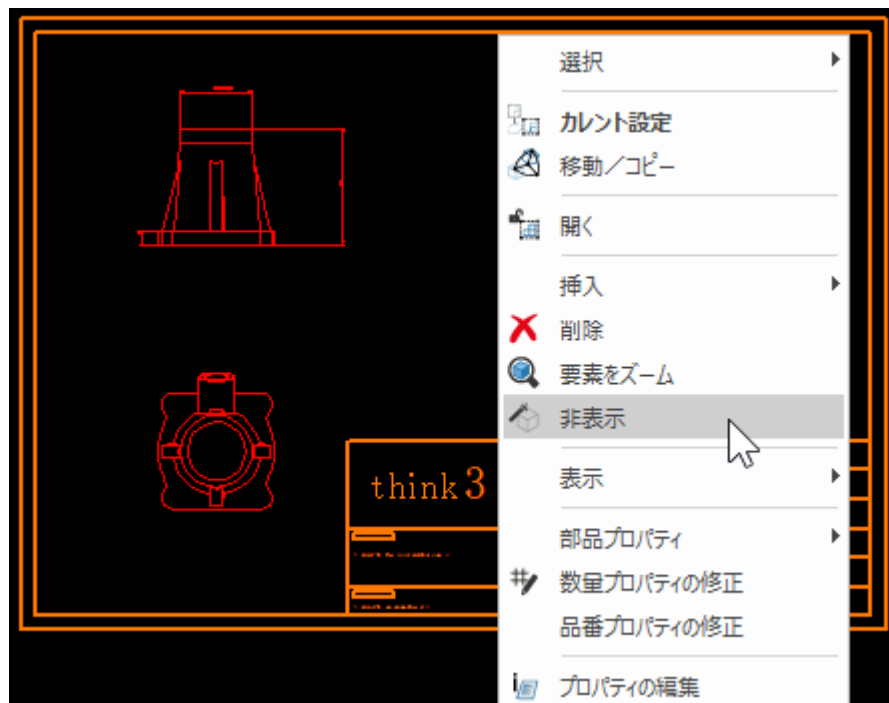 選択
カレント設定
移動／コピー
開く
挿入
削除
要素をズーム
非表示
think3
表示
部品プロパティ
数量プロパティの修正
品番プロパティの修正
プロパティの編集